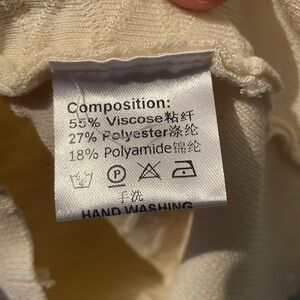 Composition:
55% Viscose粘纤
27% Polyester涤纶
18% Polyamide锦纶
P
手洗
HAND WASHING